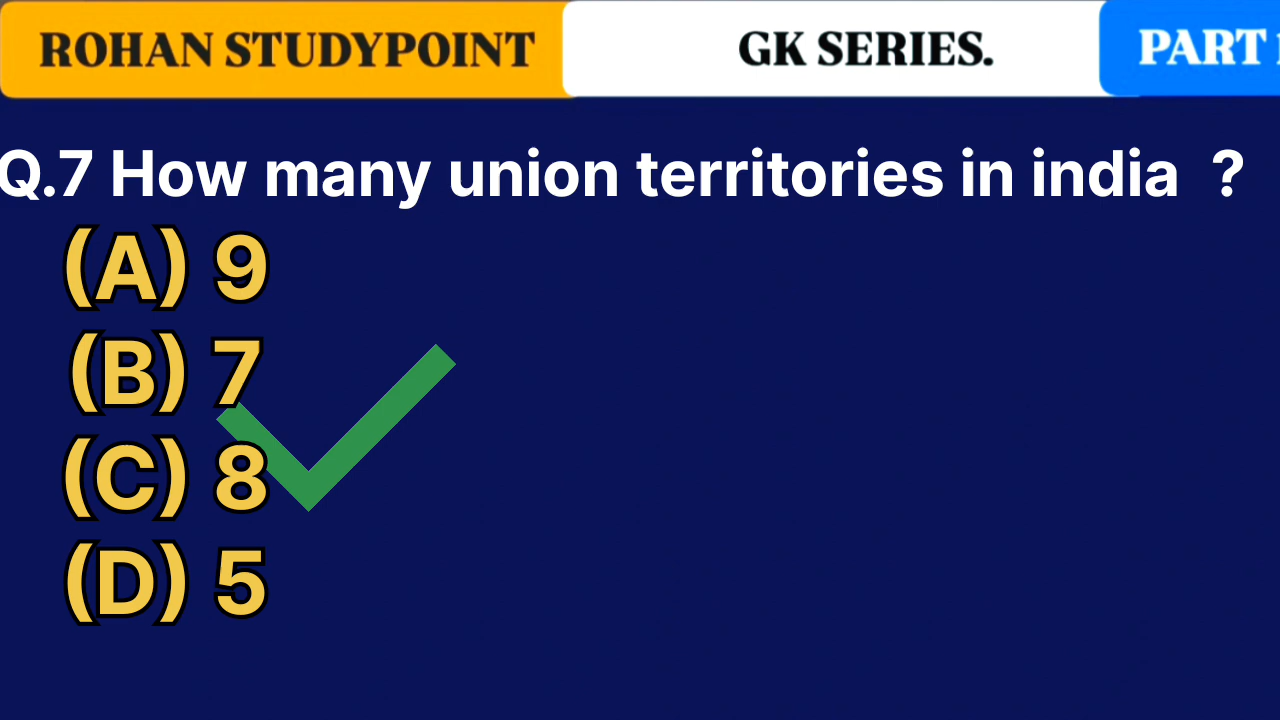 ROHAN STUDYPOINT GK SERIES. PART
Q.7 How many union territories in india ?
(A) 9
(B) 7
(C) 8
(D) 5